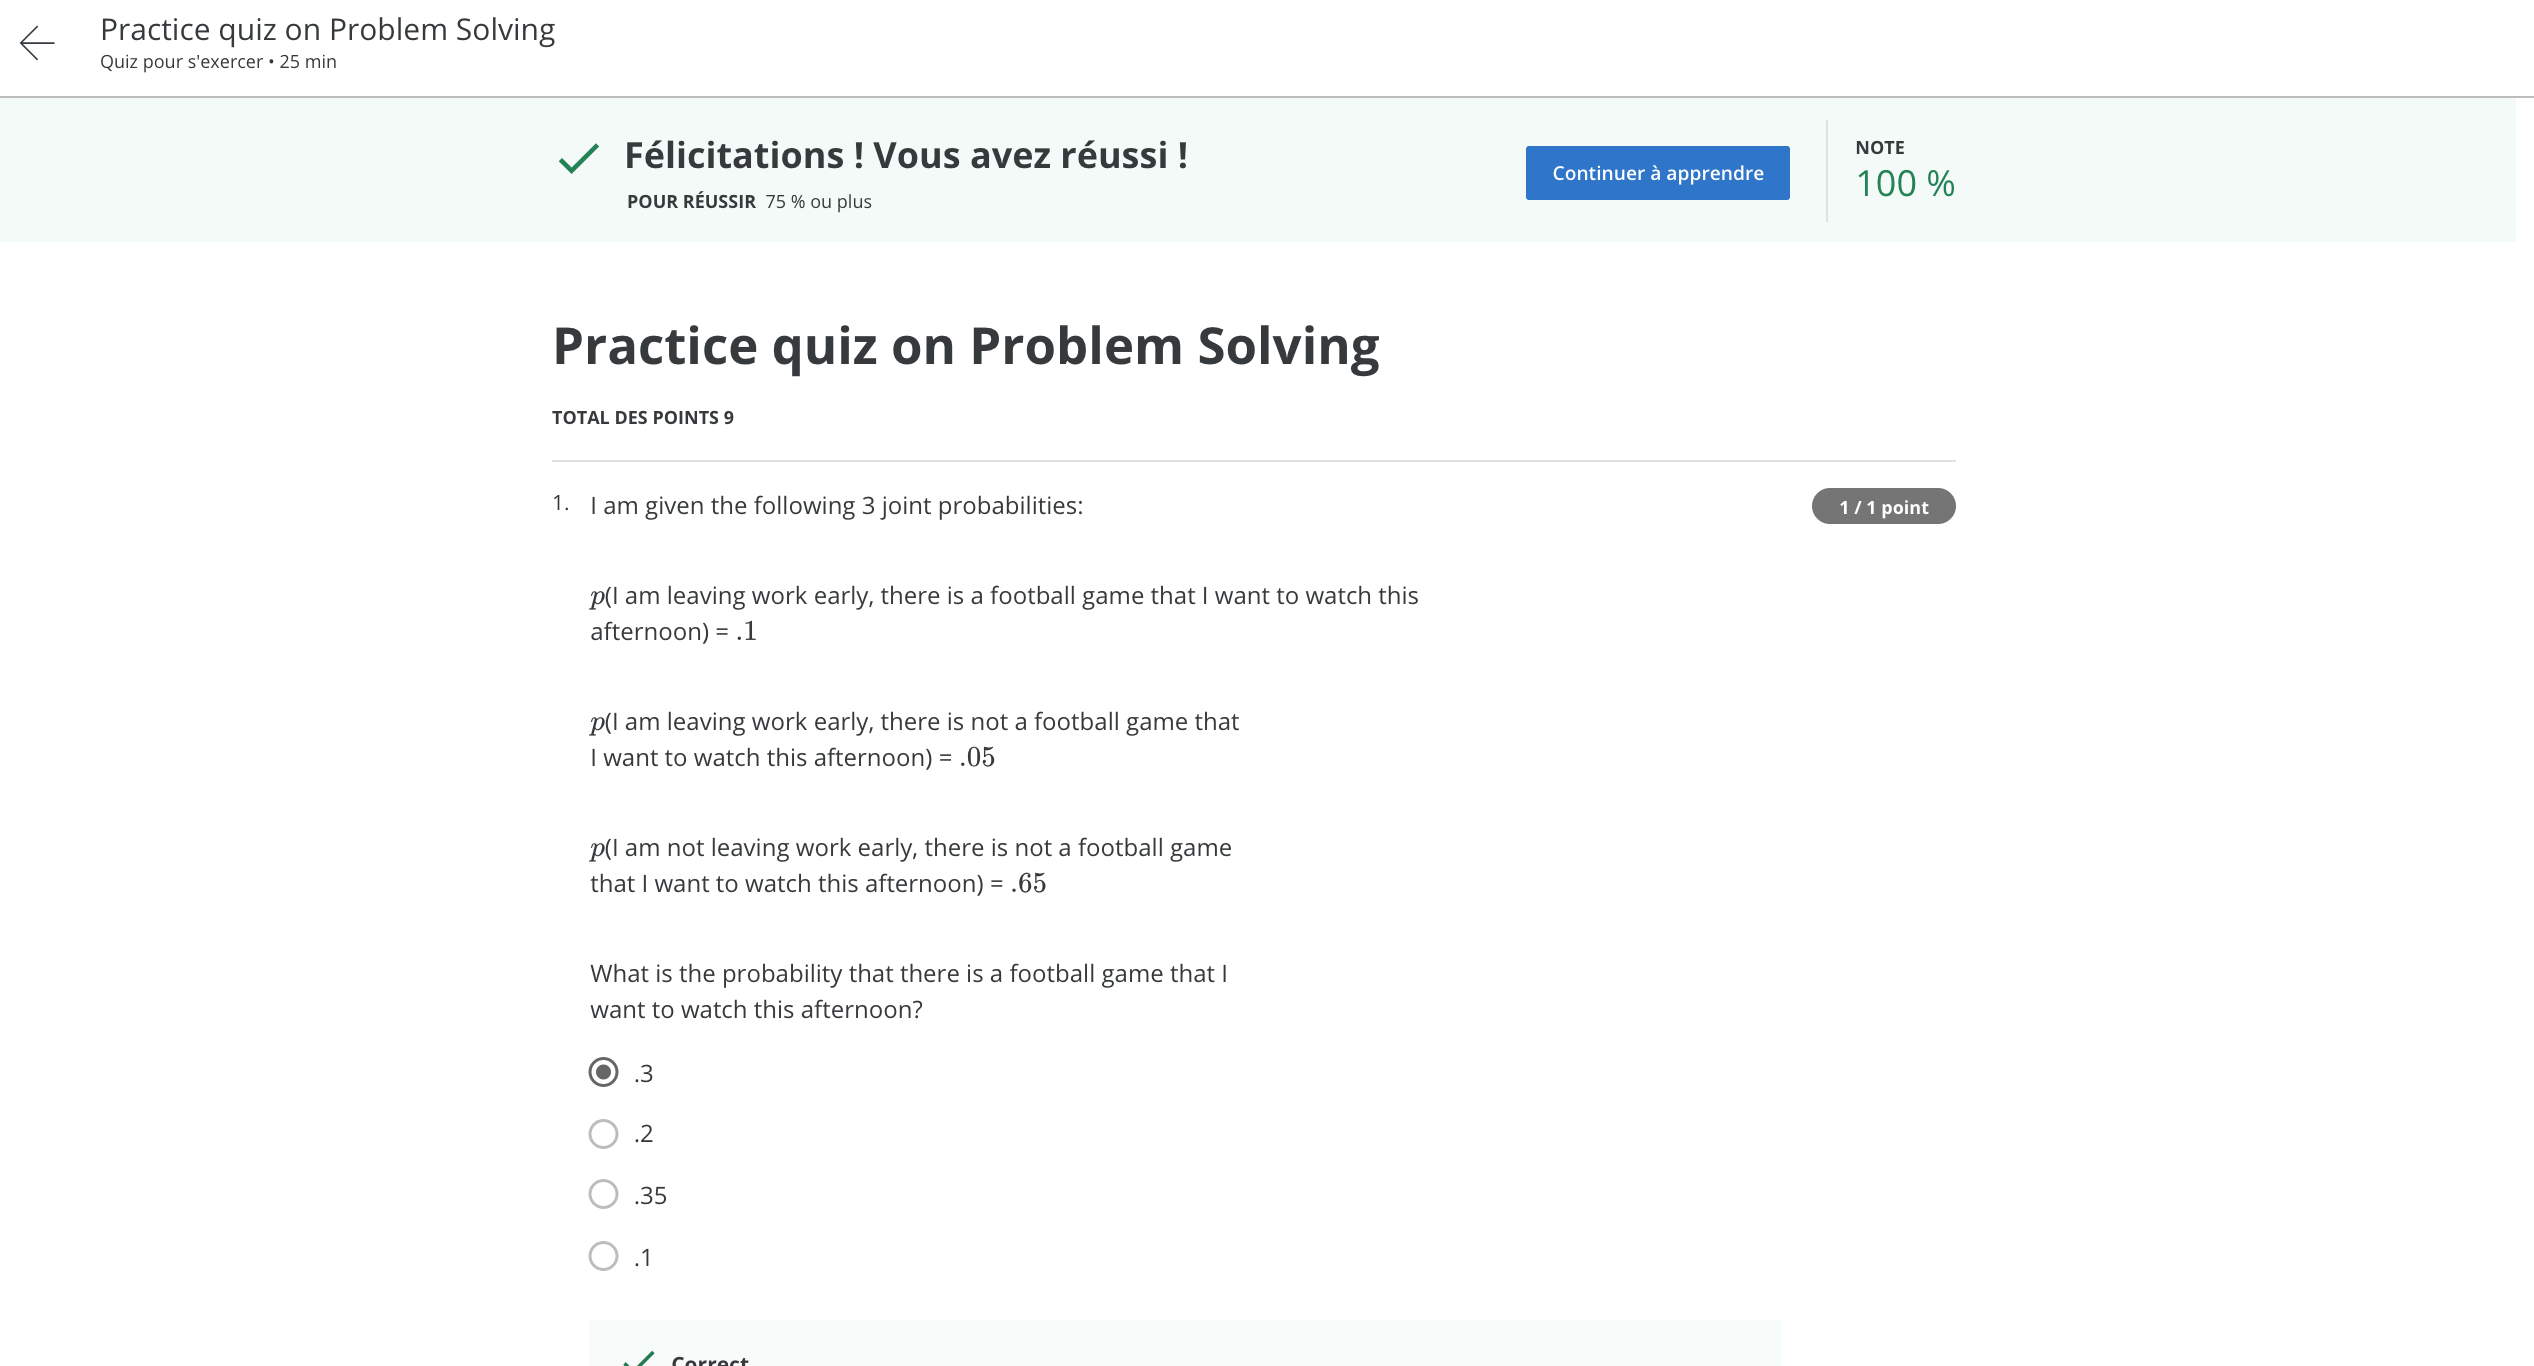 Practice quiz on Problem Solving
Quiz pour s'exercer • 25 min
Félicitations ! Vous avez réussi !
POUR RÉUSSIR 75 % ou plus
Continuer à apprendre
NOTE
100 %
Practice quiz on Problem Solving
TOTAL DES POINTS 9
1. I am given the following 3 joint probabilities:
1 / 1 point
p(I am leaving work early, there is a football game that I want to watch this
afternoon) = .1
p(I am leaving work early, there is not a football game that
I want to watch this afternoon) = .05
p(I am not leaving work early, there is not a football game
that I want to watch this afternoon) = .65
What is the probability that there is a football game that I
want to watch this afternoon?
.3
.2
.35
.1
Correct